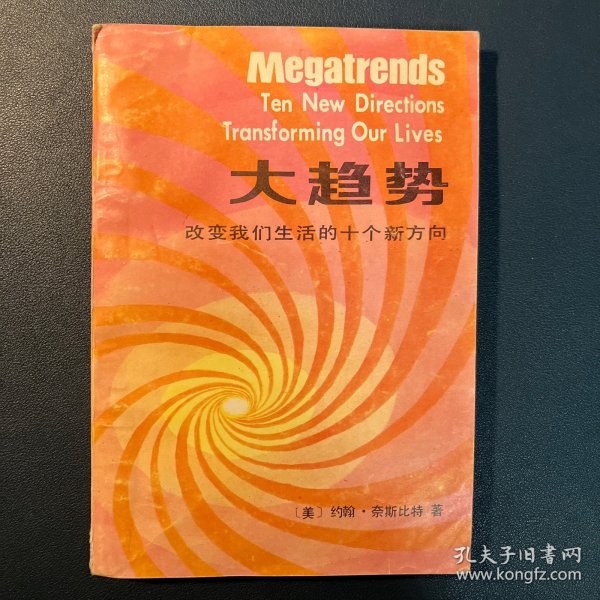 Megatrends
Ten New Directions
Transforming Our Lives
大趋势
改变我们生活的十个新方向
〔美〕约翰·奈斯比特 著
孔夫子旧书网
www.kongfz.com